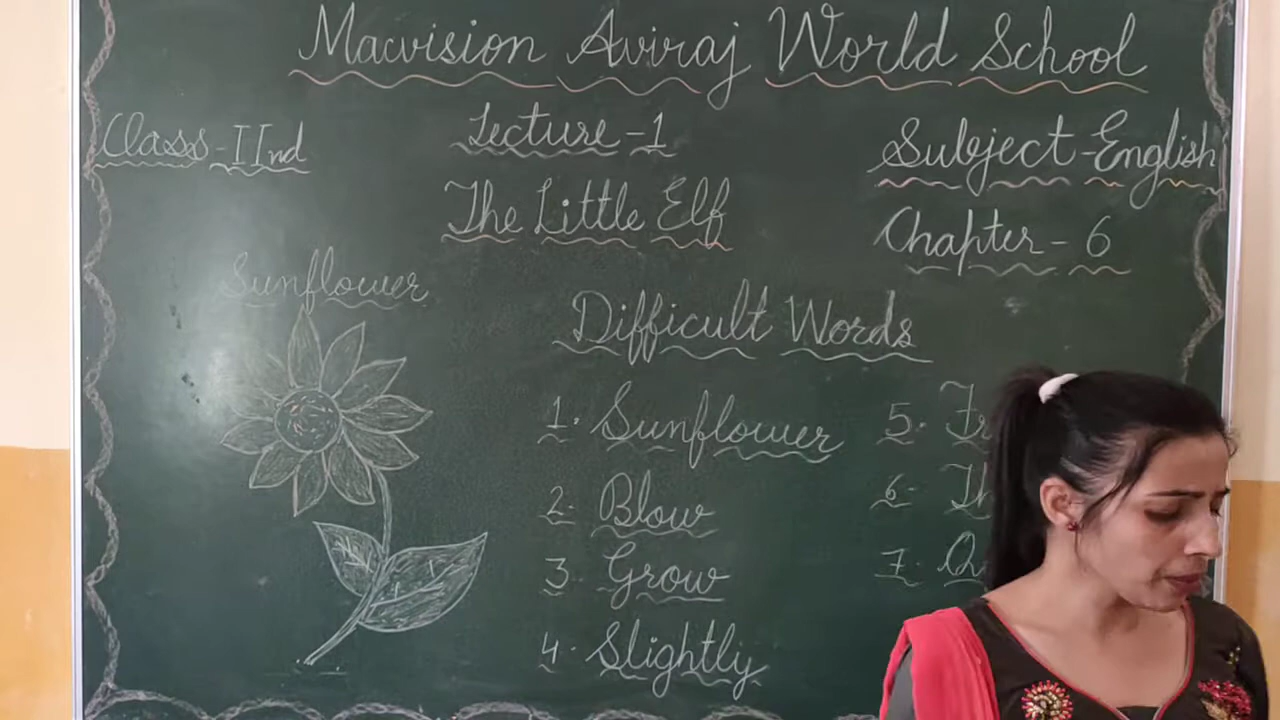 Macvision Aviraj World School
Class-IInd
Lecture-1
Subject-English
The Little Elf
Chapter-6
Sunflower
Difficult Words
1. Sunflower
2. Blow
3. Grow
4. Slightly
5.
6.
7.